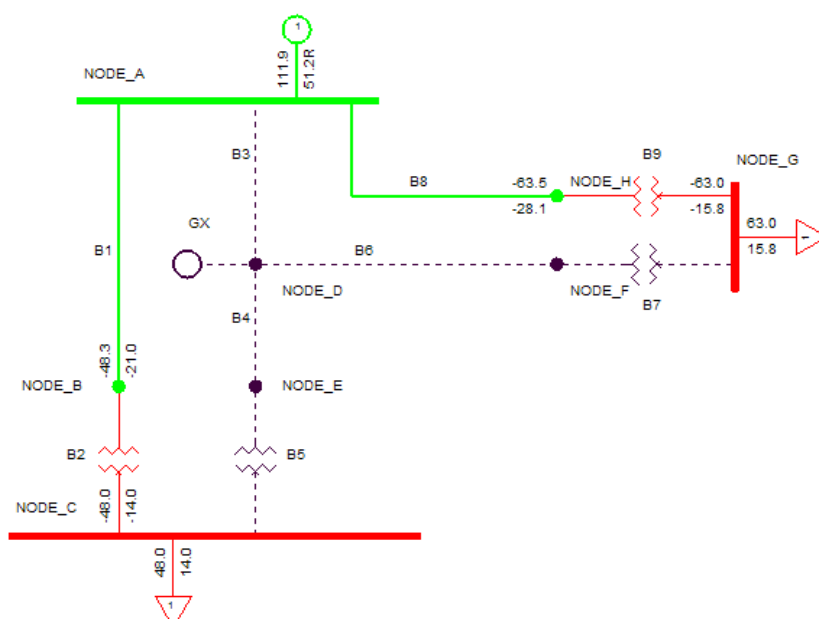 1
111.9
51.2R
NODE_A
B3
B9
NODE_G
B8
-63.5
NODE_H
-63.0
-28.1
-15.8
63.0
1
15.8
GX
B1
B6
NODE_D
NODE_F
B7
B4
-48.3
-21.0
NODE_B
NODE_E
B2
B5
-48.0
-14.0
NODE_C
48.0
14.0
1